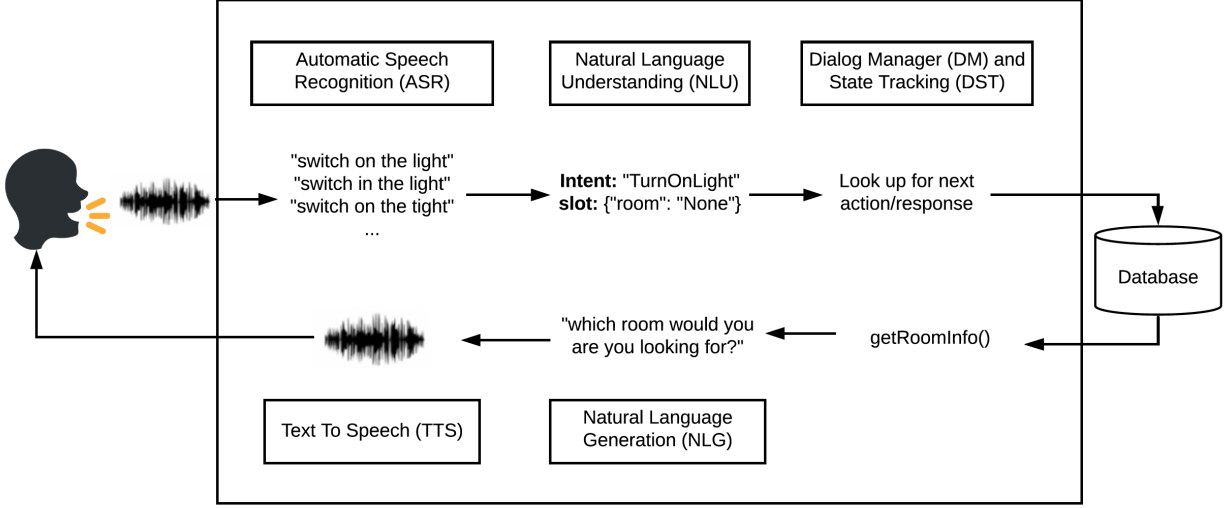 Automatic Speech
Recognition (ASR)
Natural Language
Understanding (NLU)
Dialog Manager (DM) and
State Tracking (DST)
"switch on the light"
"switch in the light"
"switch on the tight"
...
Intent: "TurnOnLight"
slot: {"room": "None"}
Look up for next
action/response
Database
getRoomInfo()
"which room would you
are you looking for?"
Text To Speech (TTS)
Natural Language
Generation (NLG)